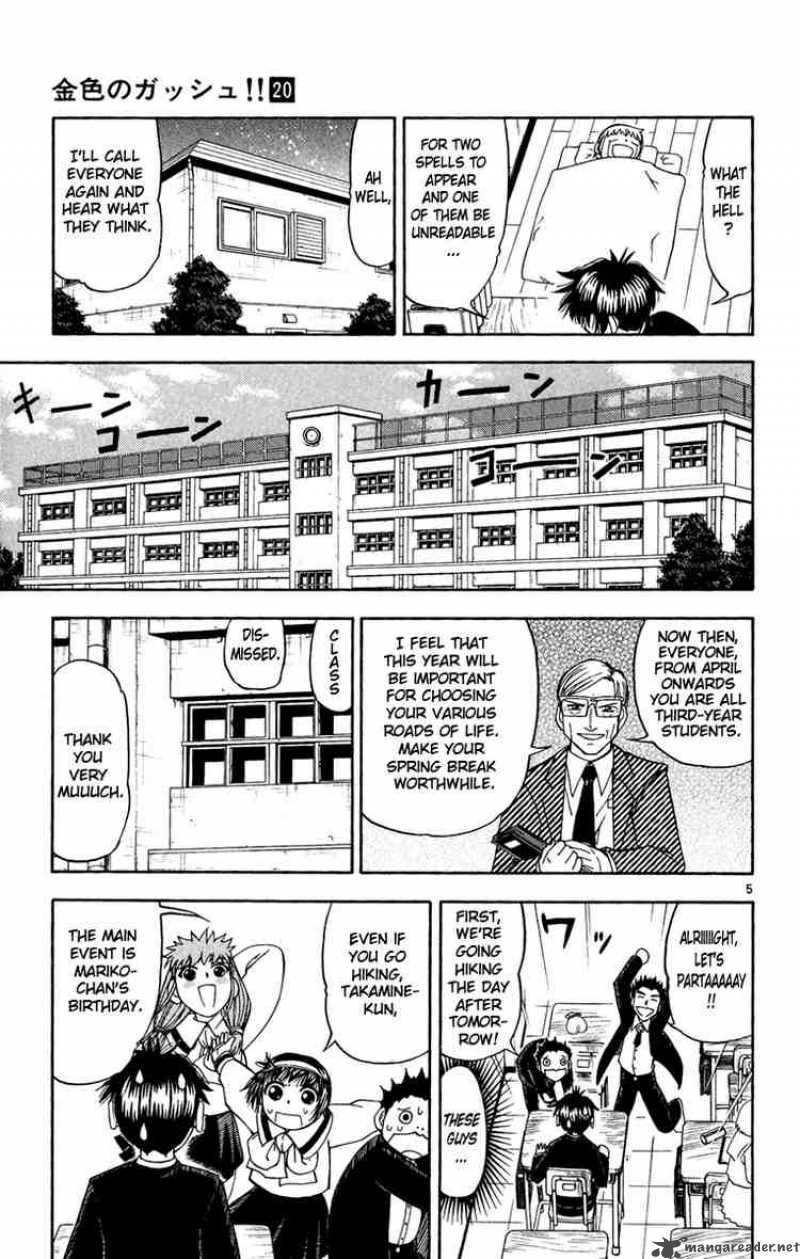 金色のガッシュ!! 20
WHAT
THE
HELL
?
FOR TWO
SPELLS TO
APPEAR
AND ONE
OF THEM BE
UNREADABLE
...
AH
WELL,
I'LL CALL
EVERYONE
AGAIN AND
HEAR WHAT
THEY THINK.
キーン
コーン
カーン
コーン
NOW THEN,
EVERYONE,
FROM APRIL
ONWARDS
YOU ARE ALL
THIRD-YEAR
STUDENTS.
I FEEL THAT
THIS YEAR WILL
BE IMPORTANT
FOR CHOOSING
YOUR VARIOUS
ROADS OF LIFE.
MAKE YOUR
SPRING BREAK
WORTHWHILE.
CLASS
DIS-
MISSED.
THANK
YOU
VERY
MUUUCH.
5
ALRIIIIIGHT,
LET'S
PARTAAAAAY
!!
ワッ
FIRST,
WE'RE
GOING
HIKING
THE DAY
AFTER
TOMOR-
ROW!
THESE
GUYS
...
EVEN IF
YOU GO
HIKING,
TAKAMINE-
KUN,
THE MAIN
EVENT IS
MARIKO-
CHAN'S
BIRTHDAY.
mangareader.net